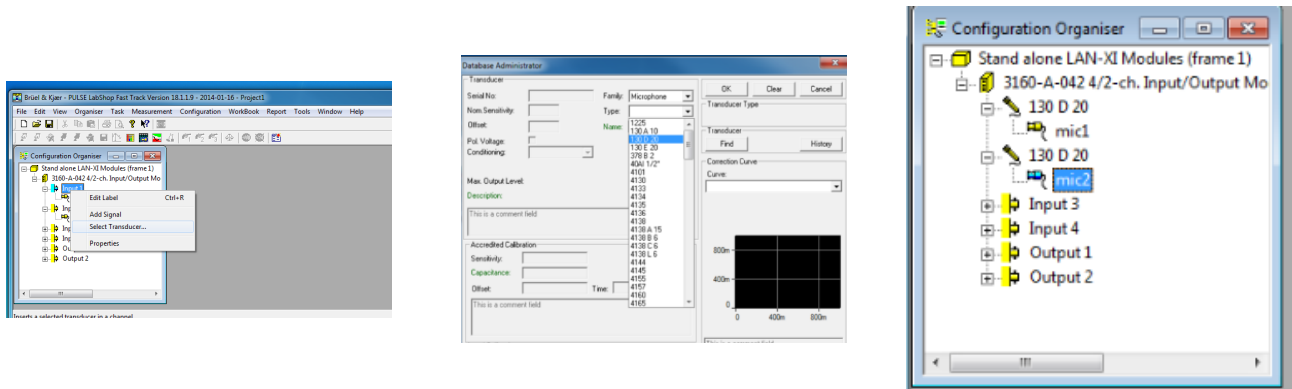 Brüel & Kjær - PULSE LabShop Fast Track Version 18.1.1.9 - 2014-01-16 - Project1
File Edit View Organiser Task Measurement Configuration WorkBook Report Tools Window Help
Configuration Organiser
Stand alone LAN-XI Modules (frame 1)
3160-A-042 4/2-ch. Input/Output Mo
Input 1
Edit Label Ctrl+R
Add Signal
Select Transducer...
Properties
Output 2
Inserts a selected transducer in a channel
Database Administrator
Transducer
Serial No:
Family: Microphone
Nom.Sensitivity:
Type:
Offset:
Name:
Pol. Voltage:
Conditioning:
1225
130 A 10
130 D 20
130 E 20
378 B 2
40AI 1/2"
4101
4130
4133
4134
4135
4136
4138
4138 A 15
4138 B 6
4138 C 6
4138 L 6
4144
4145
4155
4157
4160
4165
Max. Output Level:
Description:
This is a comment field
Accredited Calibration
Sensitivity:
Capacitance:
Offset:
Time:
This is a comment field
OK Clear Cancel
Transducer Type
Transducer
Find History
Correction Curve
Curve:
800m
400m
0
0 400m 800m
Configuration Organiser
Stand alone LAN-XI Modules (frame 1)
3160-A-042 4/2-ch. Input/Output Mo
130 D 20
mic1
130 D 20
mic2
Input 3
Input 4
Output 1
Output 2